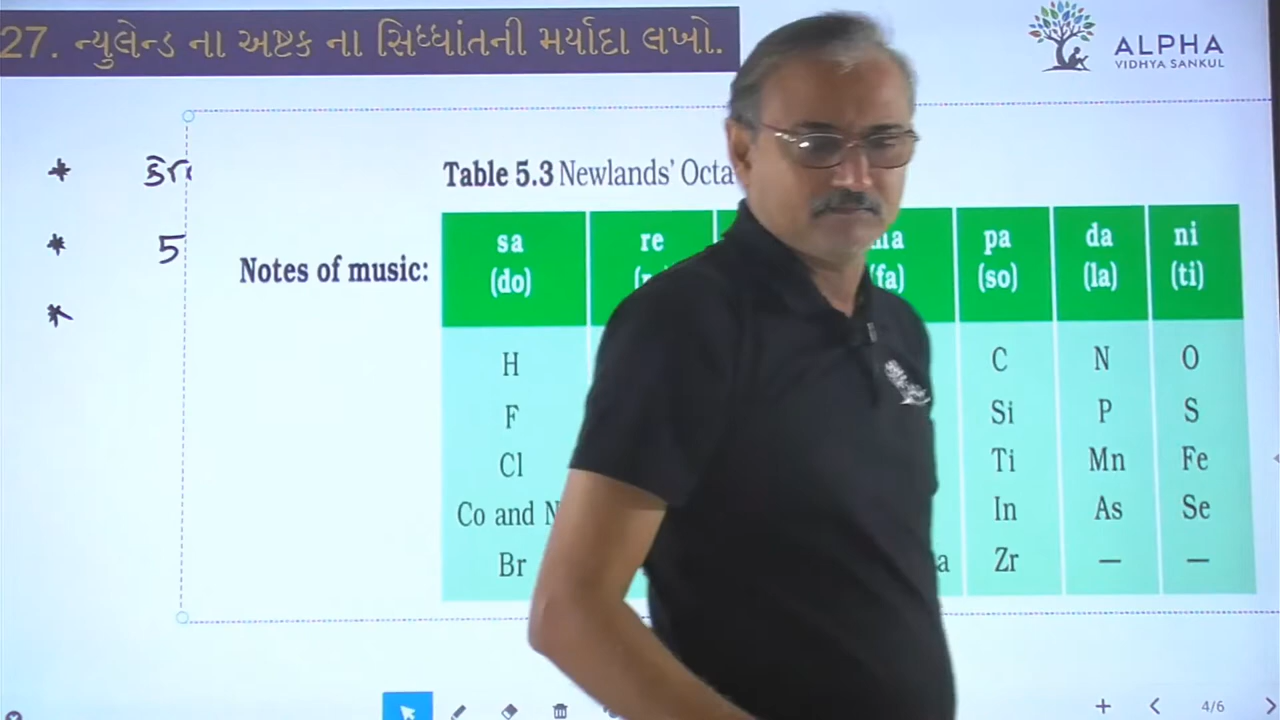 27. ન્યુલેન્ડ ના અષ્ટક ના સિધ્ધાંતની મર્યાદા લખો.
ALPHA
VIDHYA SANKUL
*
* 5
*
Table 5.3 Newlands' Octa
Notes of music:
sa re pa da ni
(do) (fa) (so) (la) (ti)
H C N O
F Si P S
Cl Ti Mn Fe
Co and N In As Se
Br a Zr — —
4/6